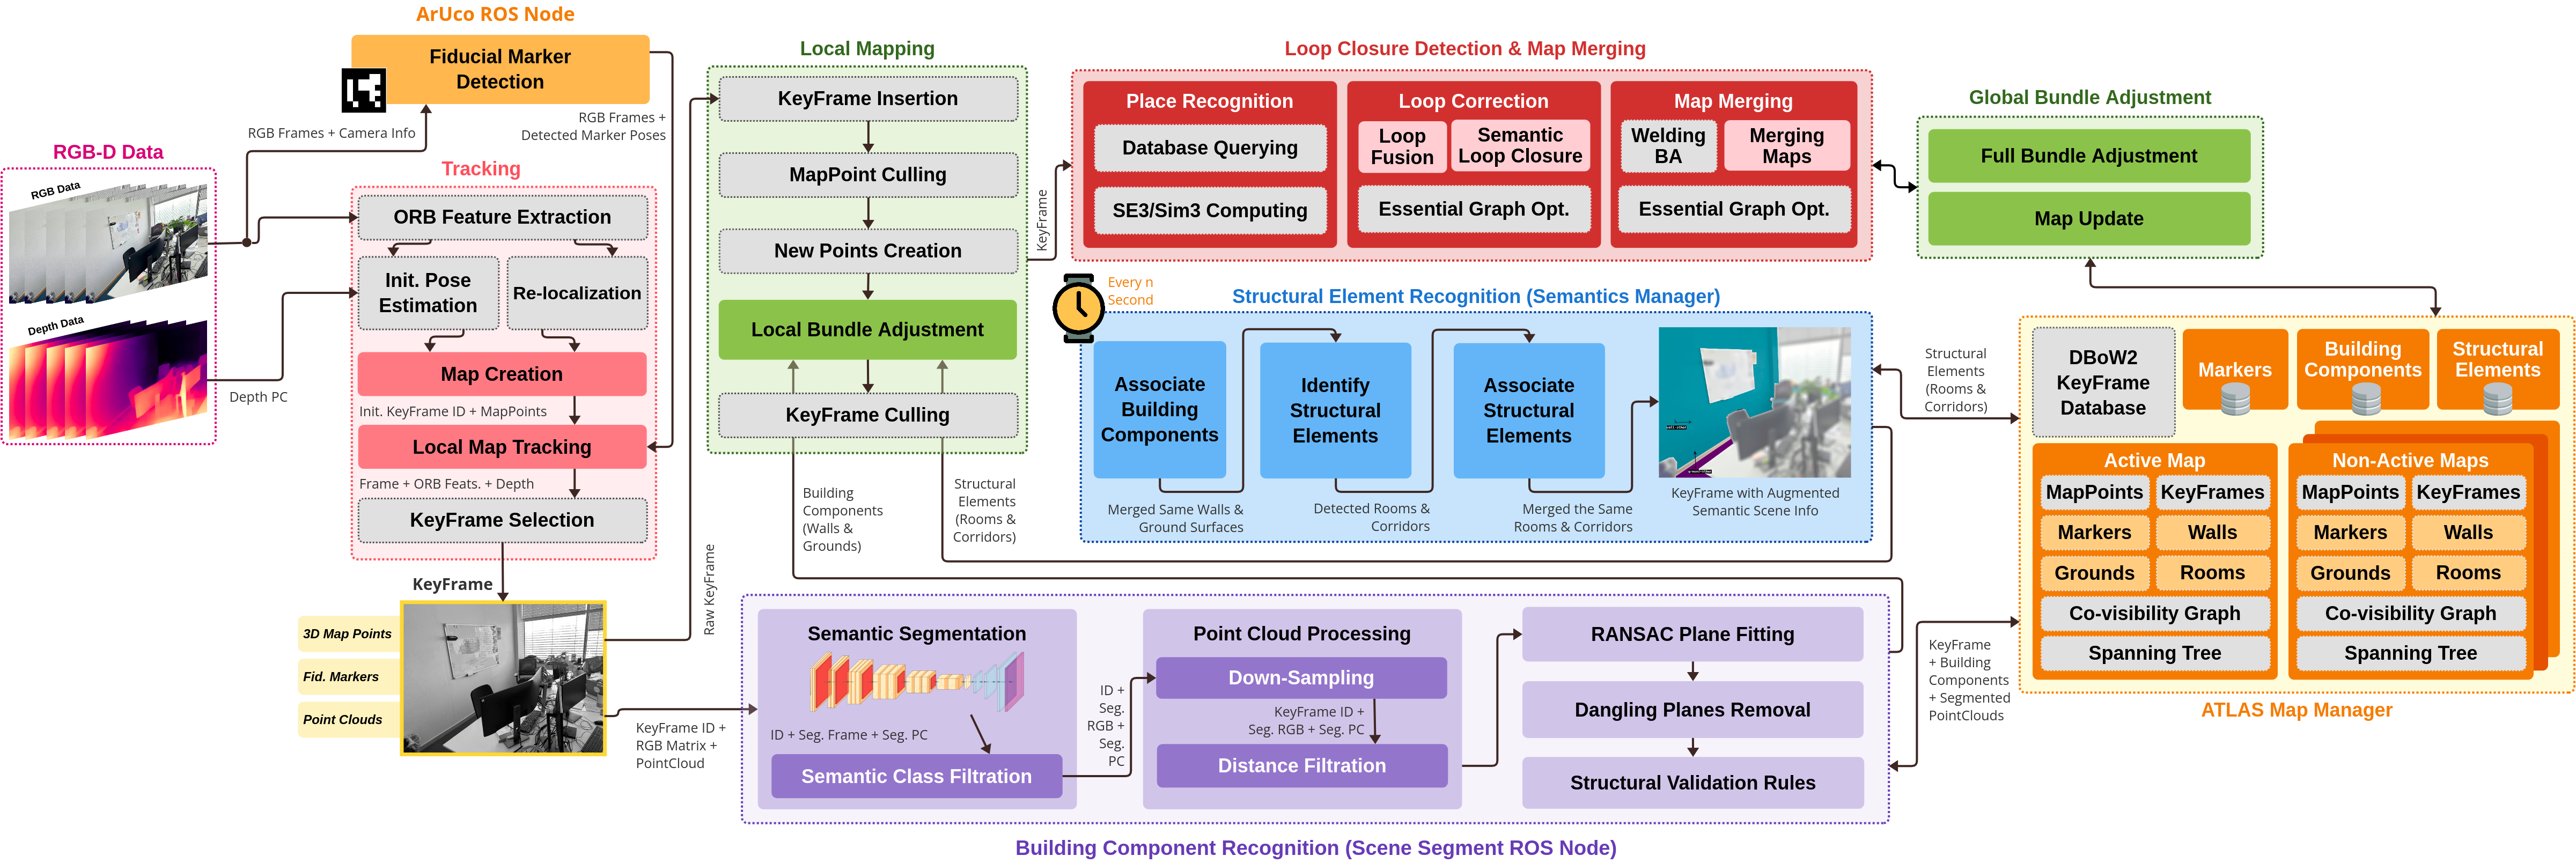 ArUco ROS Node
Fiducial Marker
Detection
RGB Frames + Camera Info
RGB Frames +
Detected Marker Poses
RGB-D Data
RGB Data
Depth Data
Depth PC
Tracking
ORB Feature Extraction
Init. Pose
Estimation
Re-localization
Map Creation
Init. KeyFrame ID + MapPoints
Local Map Tracking
Frame + ORB Feats. + Depth
KeyFrame Selection
KeyFrame
3D Map Points
Fid. Markers
Point Clouds
Raw KeyFrame
KeyFrame ID +
RGB Matrix +
PointCloud
Local Mapping
KeyFrame Insertion
MapPoint Culling
New Points Creation
Local Bundle Adjustment
KeyFrame Culling
Building
Components
(Walls &
Grounds)
Structural
Elements
(Rooms &
Corridors)
KeyFrame
Loop Closure Detection & Map Merging
Place Recognition
Database Querying
SE3/Sim3 Computing
Loop Correction
Loop
Fusion
Semantic
Loop Closure
Essential Graph Opt.
Map Merging
Welding
BA
Merging
Maps
Essential Graph Opt.
Global Bundle Adjustment
Full Bundle Adjustment
Map Update
Every n
Second
Structural Element Recognition (Semantics Manager)
Associate
Building
Components
Identify
Structural
Elements
Associate
Structural
Elements
Merged Same Walls &
Ground Surfaces
Detected Rooms &
Corridors
Merged the Same
Rooms & Corridors
KeyFrame with Augmented
Semantic Scene Info
Structural
Elements
(Rooms &
Corridors)
DBoW2
KeyFrame
Database
Markers
Building
Components
Structural
Elements
Active Map
MapPoints
KeyFrames
Markers
Walls
Grounds
Rooms
Co-visibility Graph
Spanning Tree
Non-Active Maps
MapPoints
KeyFrames
Markers
Walls
Grounds
Rooms
Co-visibility Graph
Spanning Tree
ATLAS Map Manager
KeyFrame
+ Building
Components
+ Segmented
PointClouds
Semantic Segmentation
ID + Seg. Frame + Seg. PC
Semantic Class Filtration
ID +
Seg.
RGB +
Seg.
PC
Point Cloud Processing
Down-Sampling
KeyFrame ID +
Seg. RGB + Seg. PC
Distance Filtration
RANSAC Plane Fitting
Dangling Planes Removal
Structural Validation Rules
Building Component Recognition (Scene Segment ROS Node)